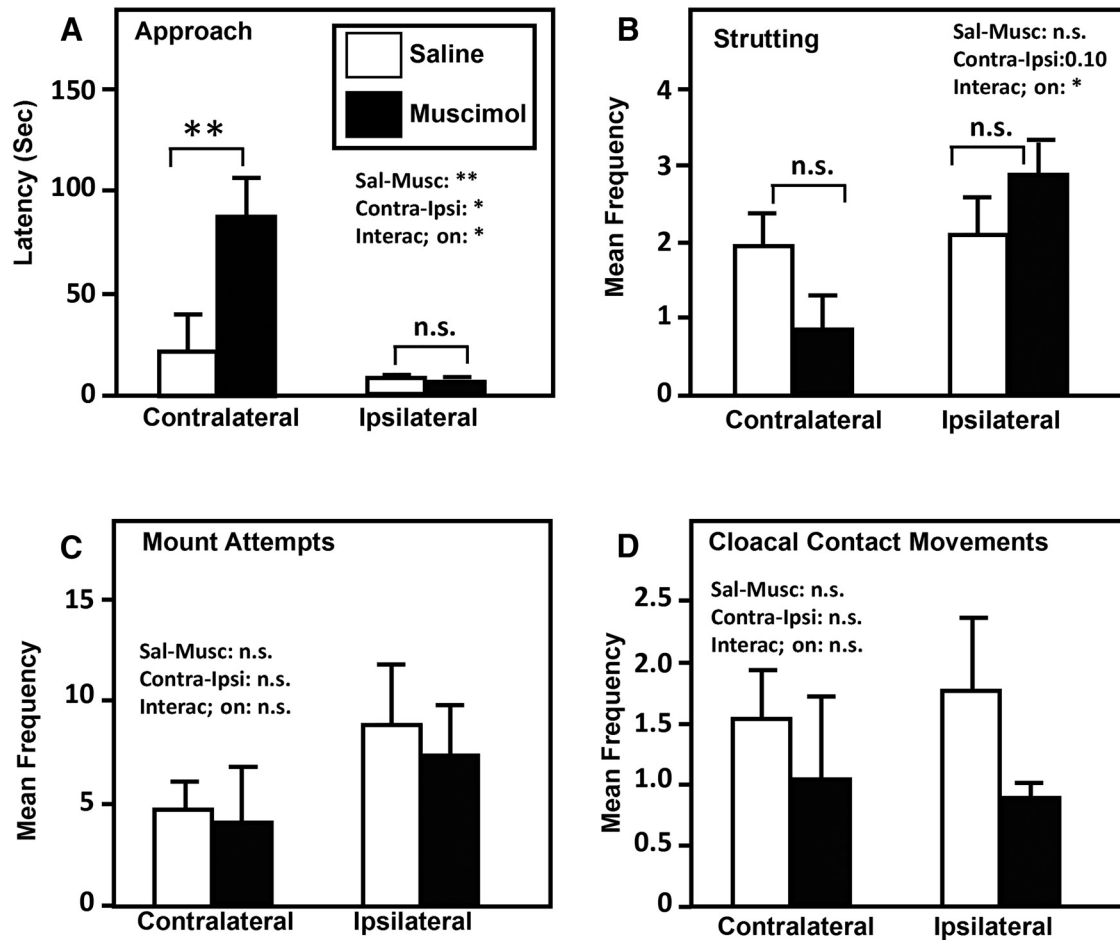 A
Approach
Saline
Muscimol
150
100
50
0
Latency (Sec)
**
Sal-Musc: **
Contra-Ipsi: *
Interac; on: *
n.s.
Contralateral
Ipsilateral
B
Strutting
Sal-Musc: n.s.
Contra-Ipsi:0.10
Interac; on: *
4
3
2
1
0
Mean Frequency
n.s.
n.s.
Contralateral
Ipsilateral
C
Mount Attempts
15
10
5
0
Mean Frequency
Sal-Musc: n.s.
Contra-Ipsi: n.s.
Interac; on: n.s.
Contralateral
Ipsilateral
D
Cloacal Contact Movements
Sal-Musc: n.s.
Contra-Ipsi: n.s.
Interac; on: n.s.
2.5
2.0
1.5
1.0
0.5
0
Mean Frequency
Contralateral
Ipsilateral